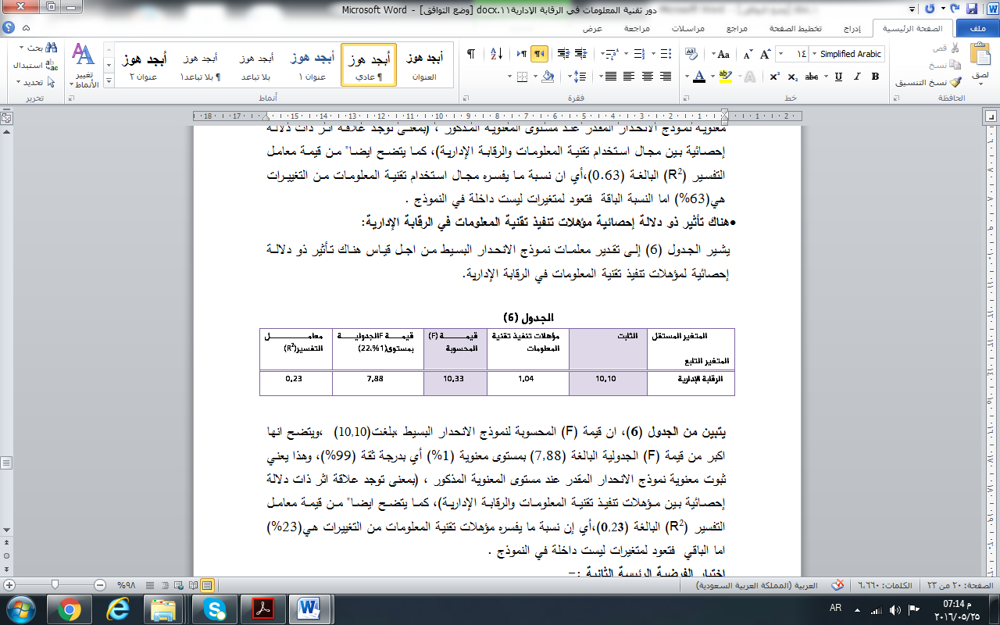 دور تقنية المعلومات في الرقابة الإدارية١١.docx [وضع التوافق] - Microsoft Word
ملف
الصفحة الرئيسية
إدراج
تخطيط الصفحة
مراجع
مراسلات
مراجعة
عرض
لصق
قص
نسخ
نسخ التنسيق
الحافظة
Simplified Arabic
١٤
خط
فقرة
أبجد هوز
العنوان
أبجد هوز
¶ عادي
أبجد هوز
عنوان ١
أبجد هوز
بلا تباعد
أبجد هوز
¶ بلا تباعد١
أبجد هوز
عنوان ٢
تغيير الأنماط
أنماط
بحث
استبدال
تحديد
تحرير
معنوية نموذج الانحدار المقدر عند مستوى المعنوية المذكور ، (بمعنى توجد علاقة اثر ذات دلالة
إحصائية بين مجال استخدام تقنية المعلومات والرقابة الإدارية)، كما يتضح ايضا" من قيمة معامل
التفسير (R2) البالغة (0.63)،أي ان نسبة ما يفسره مجال استخدام تقنية المعلومات من التغييرات
هي(63%) اما النسبة الباقة فتعود لمتغيرات ليست داخلة في النموذج .
•هناك تأثير ذو دلالة إحصائية مؤهلات تنفيذ تقنية المعلومات في الرقابة الإدارية:
يشير الجدول (6) إلى تقدير معلمات نموذج الانحدار البسيط من اجل قياس هناك تأثير ذو دلالة
إحصائية لمؤهلات تنفيذ تقنية المعلومات في الرقابة الإدارية.
الجدول (6)
المتغير المستقل
المتغير التابع
الثابت
مؤهلات تنفيذ تقنية المعلومات
قيمة (F) المحسوبة
قيمة Fالجدولية بمستوى(1%.22)
معامل التفسير(R2)
الرقابة الإدارية
10,10
1,04
10,33
7,88
0,23
يتبين من الجدول (6)، ان قيمة (F) المحسوبة لنموذج الانحدار البسيط ،بلغت(10,10) ،ويتضح انها
اكبر من قيمة (F) الجدولية البالغة (7,88) بمستوى معنوية (1%) أي بدرجة ثقة (99%)، وهذا يعني
ثبوت معنوية نموذج الانحدار المقدر عند مستوى المعنوية المذكور ، (بمعنى توجد علاقة اثر ذات دلالة
إحصائية بين مؤهلات تنفيذ تقنية المعلومات والرقابة الإدارية)، كما يتضح ايضا" من قيمة معامل
التفسير (R2) البالغة (0,23)،أي إن نسبة ما يفسره مؤهلات تقنية المعلومات من التغييرات هي(23%)
اما الباقي فتعود لمتغيرات ليست داخلة في النموذج .
اختبار الفرضية الرئيسة الثانية :-
الصفحة: ٢٠ من ٢٣
الكلمات: ٦،٦٦٠
العربية (المملكة العربية السعودية)
٩٨%
AR
07:14 م
٢٠١٦/٠٥/٢٥